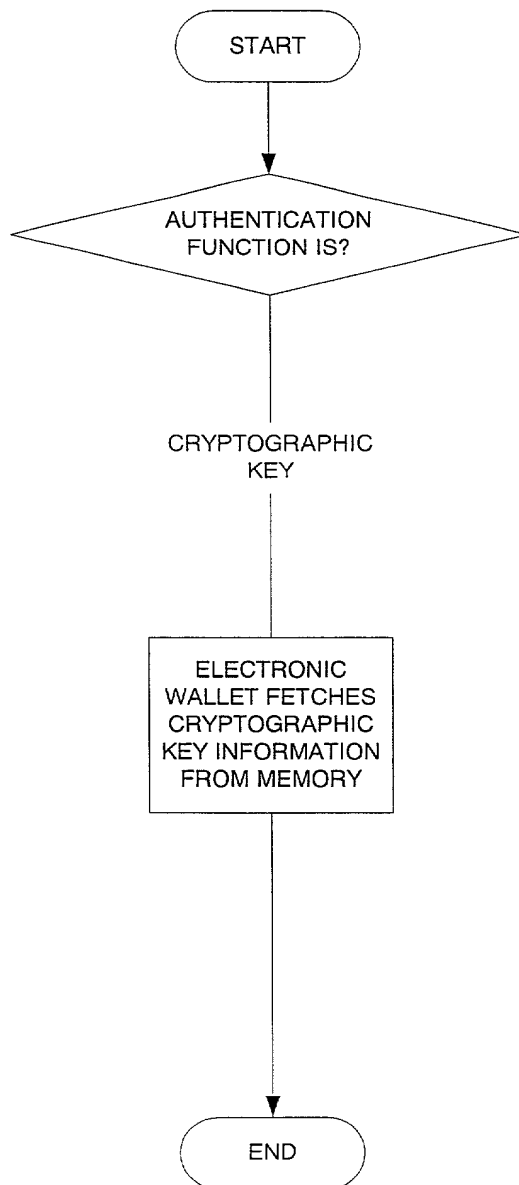 START
AUTHENTICATION
FUNCTION IS?
CRYPTOGRAPHIC
KEY
ELECTRONIC
WALLET FETCHES
CRYPTOGRAPHIC
KEY INFORMATION
FROM MEMORY
END